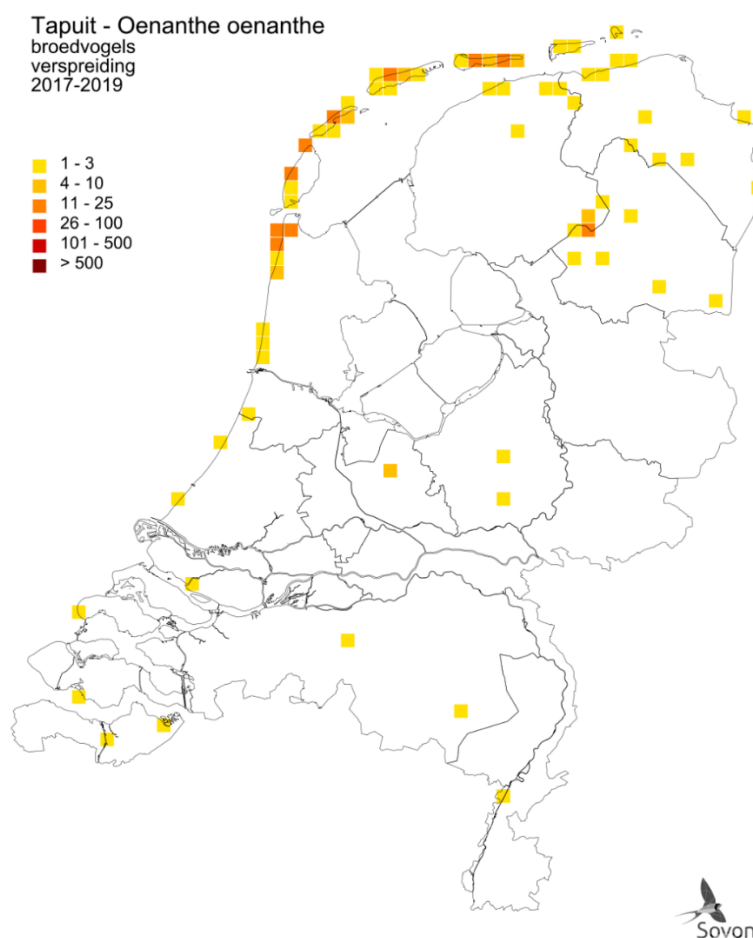 Tapuit - Oenanthe oenanthe
broedvogels
verspreiding
2017-2019
1 - 3
4 - 10
11 - 25
26 - 100
101 - 500
> 500
Sovon